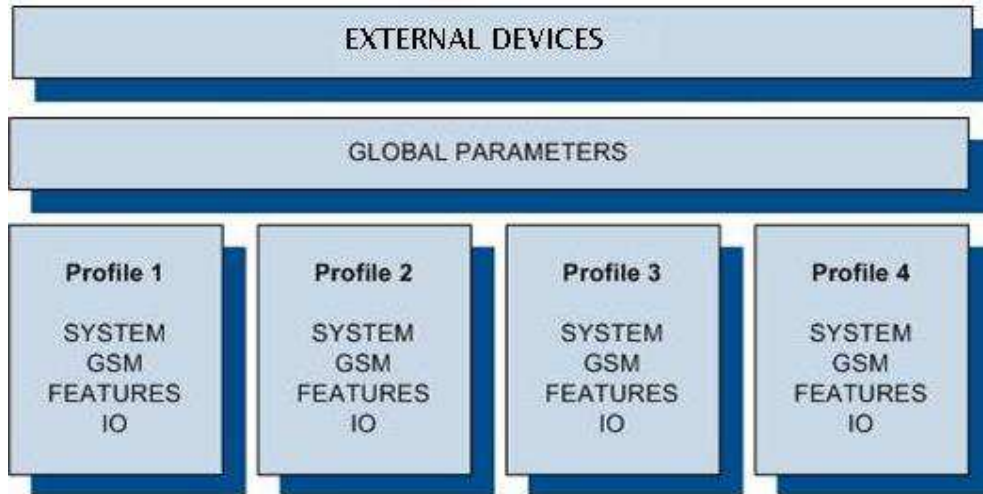 EXTERNAL DEVICES
GLOBAL PARAMETERS
Profile 1
SYSTEM
GSM
FEATURES
IO
Profile 2
SYSTEM
GSM
FEATURES
IO
Profile 3
SYSTEM
GSM
FEATURES
IO
Profile 4
SYSTEM
GSM
FEATURES
IO